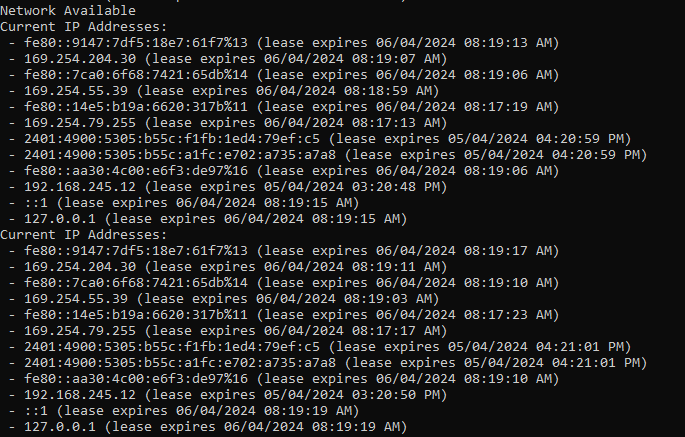 Network Available
Current IP Addresses:
- fe80::9147:7df5:18e7:61f7%13 (lease expires 06/04/2024 08:19:13 AM)
- 169.254.204.30 (lease expires 06/04/2024 08:19:07 AM)
- fe80::7ca0:6f68:7421:65db%14 (lease expires 06/04/2024 08:19:06 AM)
- 169.254.55.39 (lease expires 06/04/2024 08:18:59 AM)
- fe80::14e5:b19a:6620:317b%11 (lease expires 06/04/2024 08:17:19 AM)
- 169.254.79.255 (lease expires 06/04/2024 08:17:13 AM)
- 2401:4900:5305:b55c:f1fb:1ed4:79ef:c5 (lease expires 05/04/2024 04:20:59 PM)
- 2401:4900:5305:b55c:a1fc:e702:a735:a7a8 (lease expires 05/04/2024 04:20:59 PM)
- fe80::aa30:4c00:e6f3:de97%16 (lease expires 06/04/2024 08:19:06 AM)
- 192.168.245.12 (lease expires 05/04/2024 03:20:48 PM)
- ::1 (lease expires 06/04/2024 08:19:15 AM)
- 127.0.0.1 (lease expires 06/04/2024 08:19:15 AM)
Current IP Addresses:
- fe80::9147:7df5:18e7:61f7%13 (lease expires 06/04/2024 08:19:17 AM)
- 169.254.204.30 (lease expires 06/04/2024 08:19:11 AM)
- fe80::7ca0:6f68:7421:65db%14 (lease expires 06/04/2024 08:19:10 AM)
- 169.254.55.39 (lease expires 06/04/2024 08:19:03 AM)
- fe80::14e5:b19a:6620:317b%11 (lease expires 06/04/2024 08:17:23 AM)
- 169.254.79.255 (lease expires 06/04/2024 08:17:17 AM)
- 2401:4900:5305:b55c:f1fb:1ed4:79ef:c5 (lease expires 05/04/2024 04:21:01 PM)
- 2401:4900:5305:b55c:a1fc:e702:a735:a7a8 (lease expires 05/04/2024 04:21:01 PM)
- fe80::aa30:4c00:e6f3:de97%16 (lease expires 06/04/2024 08:19:10 AM)
- 192.168.245.12 (lease expires 05/04/2024 03:20:50 PM)
- ::1 (lease expires 06/04/2024 08:19:19 AM)
- 127.0.0.1 (lease expires 06/04/2024 08:19:19 AM)